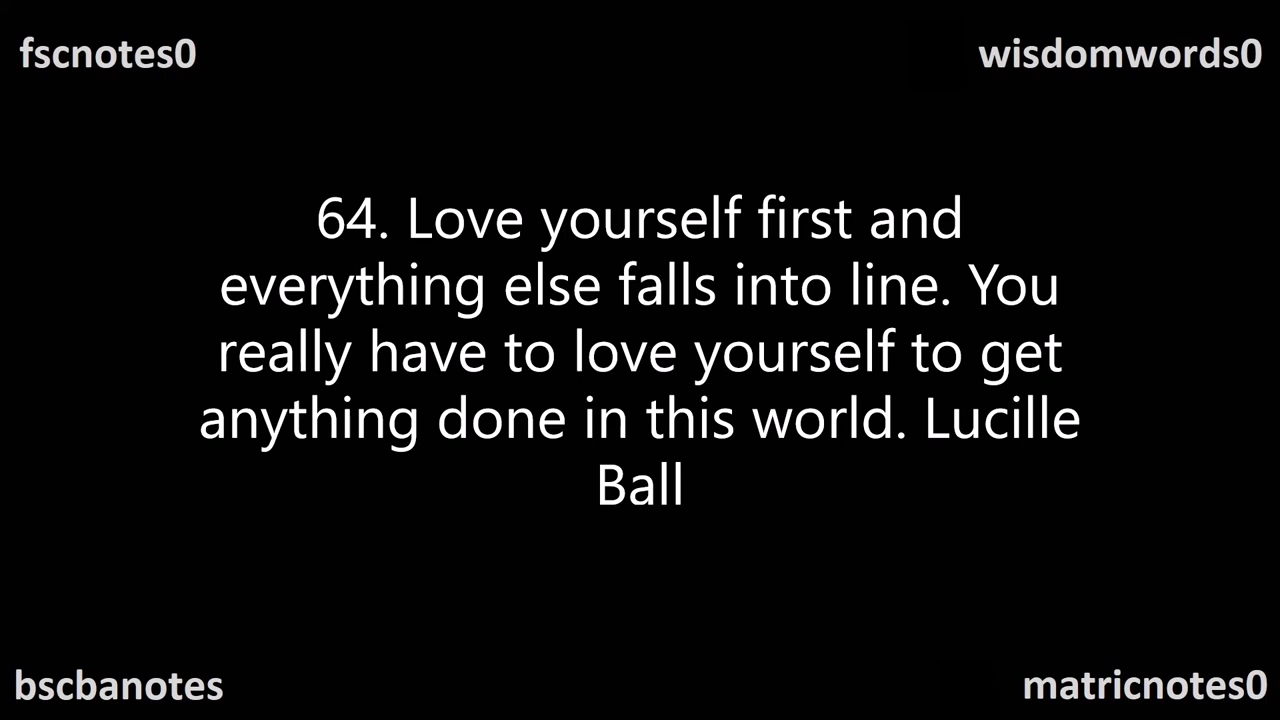 fscnotes0
wisdomwords0
64. Love yourself first and
everything else falls into line. You
really have to love yourself to get
anything done in this world. Lucille
Ball
bscbanotes
matricnotes0